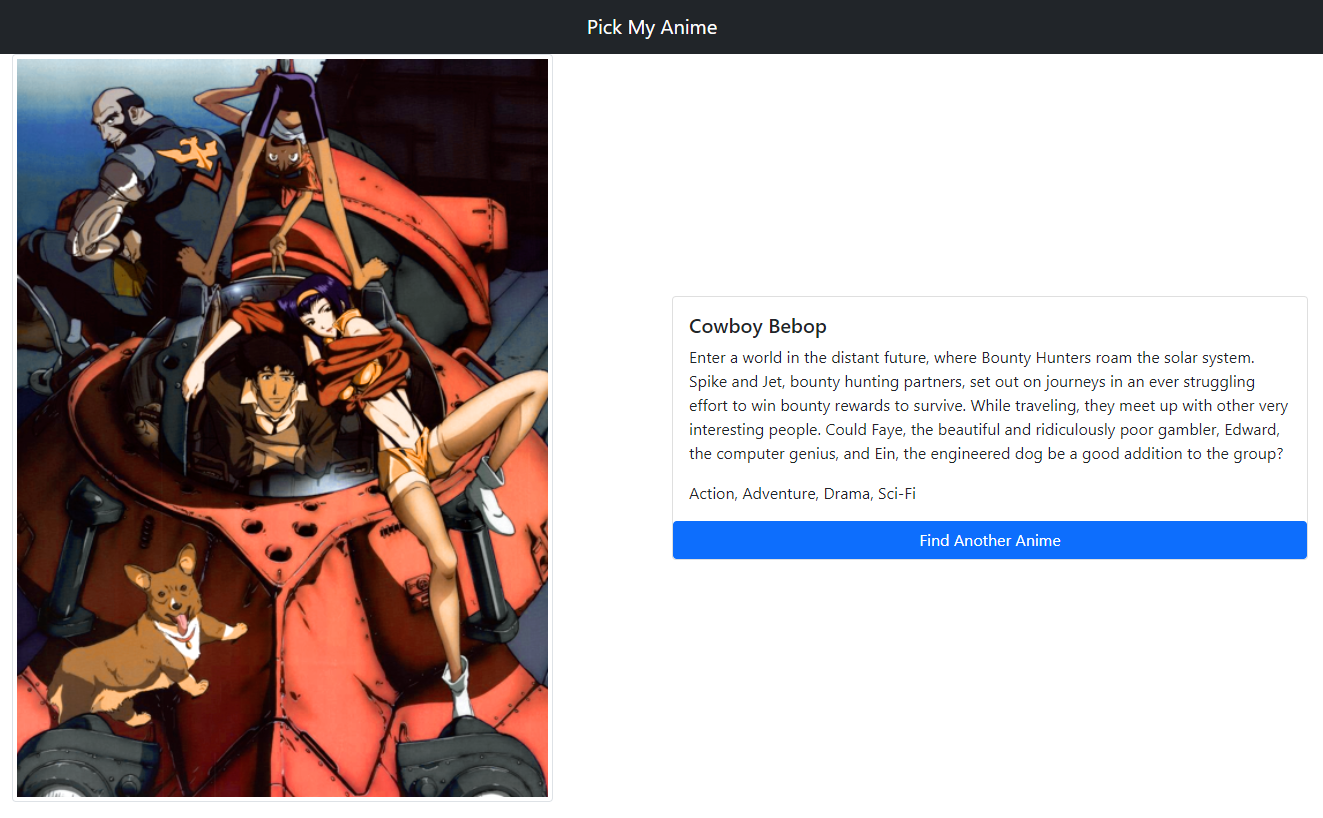 Pick My Anime
Cowboy Bebop
Enter a world in the distant future, where Bounty Hunters roam the solar system.
Spike and Jet, bounty hunting partners, set out on journeys in an ever struggling
effort to win bounty rewards to survive. While traveling, they meet up with other very
interesting people. Could Faye, the beautiful and ridiculously poor gambler, Edward,
the computer genius, and Ein, the engineered dog be a good addition to the group?
Action, Adventure, Drama, Sci-Fi
Find Another Anime